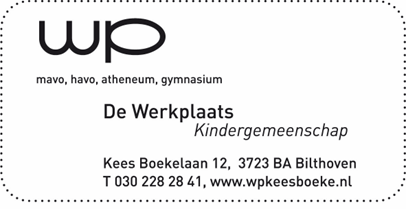 wp
mavo, havo, atheneum, gymnasium
De Werkplaats
Kindergemeenschap
Kees Boekelaan 12, 3723 BA Bilthoven
T 030 228 28 41, www.wpkeesboeke.nl